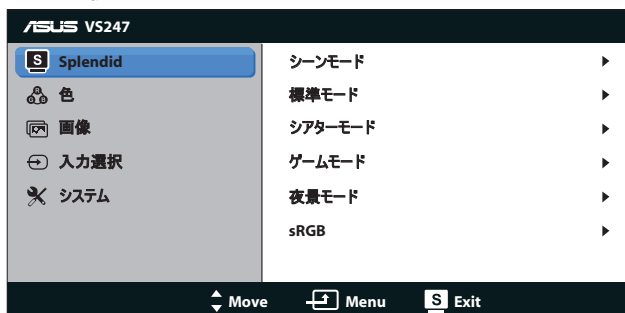 ASUS VS247
S Splendid
色
画像
入力選択
システム
シーンモード
標準モード
シアターモード
ゲームモード
夜景モード
sRGB
Move Menu S Exit